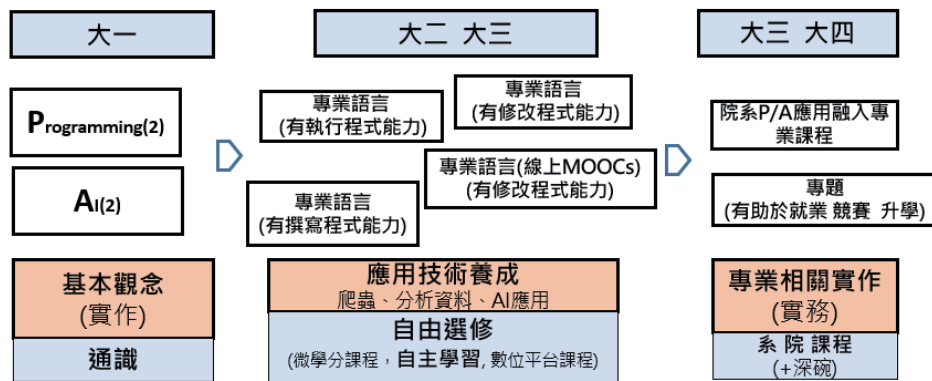 大一
大二 大三
大三 大四
Programming(2)
AI(2)
專業語言
(有執行程式能力)
專業語言
(有修改程式能力)
專業語言(線上MOOCs)
(有修改程式能力)
專業語言
(有撰寫程式能力)
院系P/A應用融入專
業課程
專題
(有助於就業 競賽 升學)
基本觀念
(實作)
通識
應用技術養成
爬蟲、分析資料、AI應用
自由選修
(微學分課程，自主學習, 數位平台課程)
專業相關實作
(實務)
系 院 課程
(+深碗)